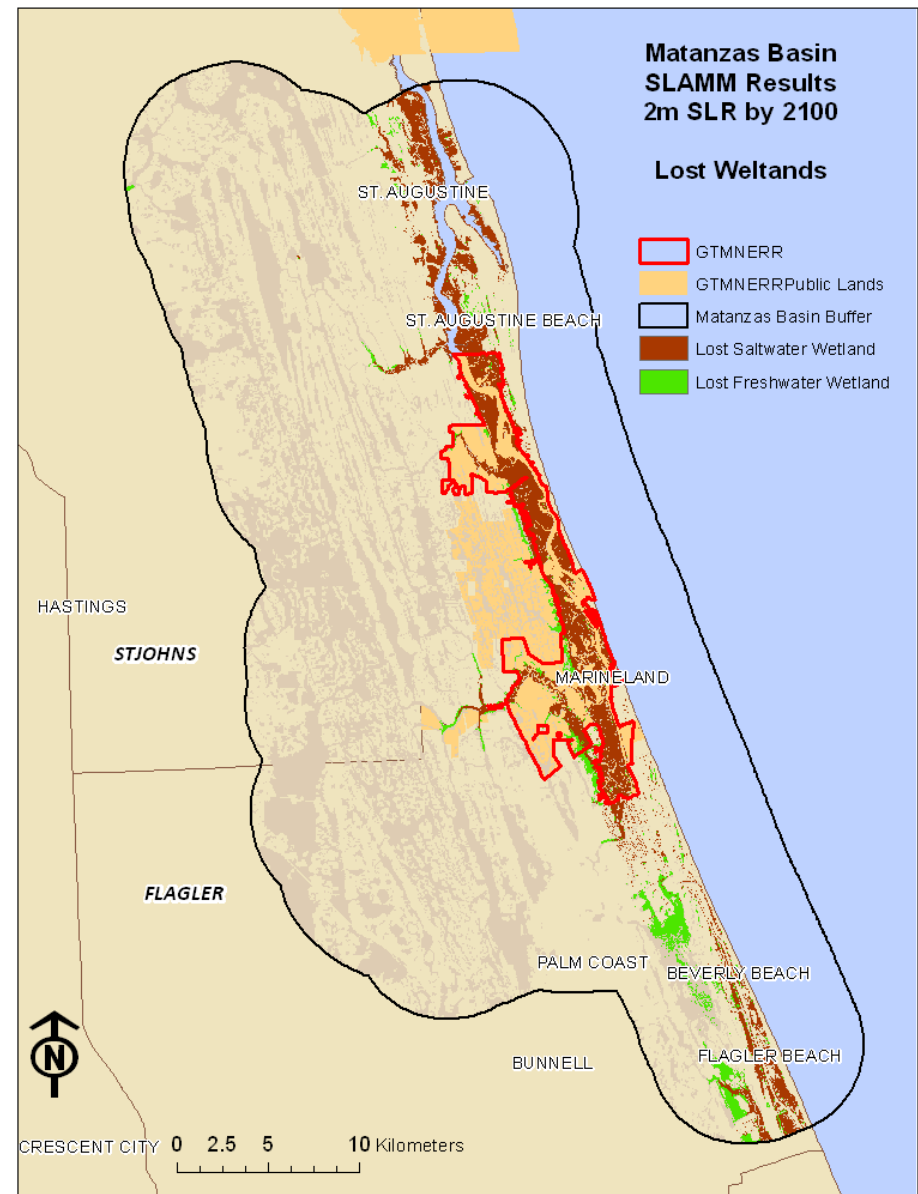 Matanzas Basin
SLAMM Results
2m SLR by 2100
Lost Weltands
GTMNERR
GTMNERRPublic Lands
Matanzas Basin Buffer
Lost Saltwater Wetland
Lost Freshwater Wetland
ST. AUGUSTINE
ST. AUGUSTINE BEACH
HASTINGS
STJOHNS
MARINELAND
FLAGLER
PALM COAST
BEVERLY BEACH
N
BUNNELL
FLAGLER BEACH
CRESCENT CITY
0 2.5 5 10 Kilometers